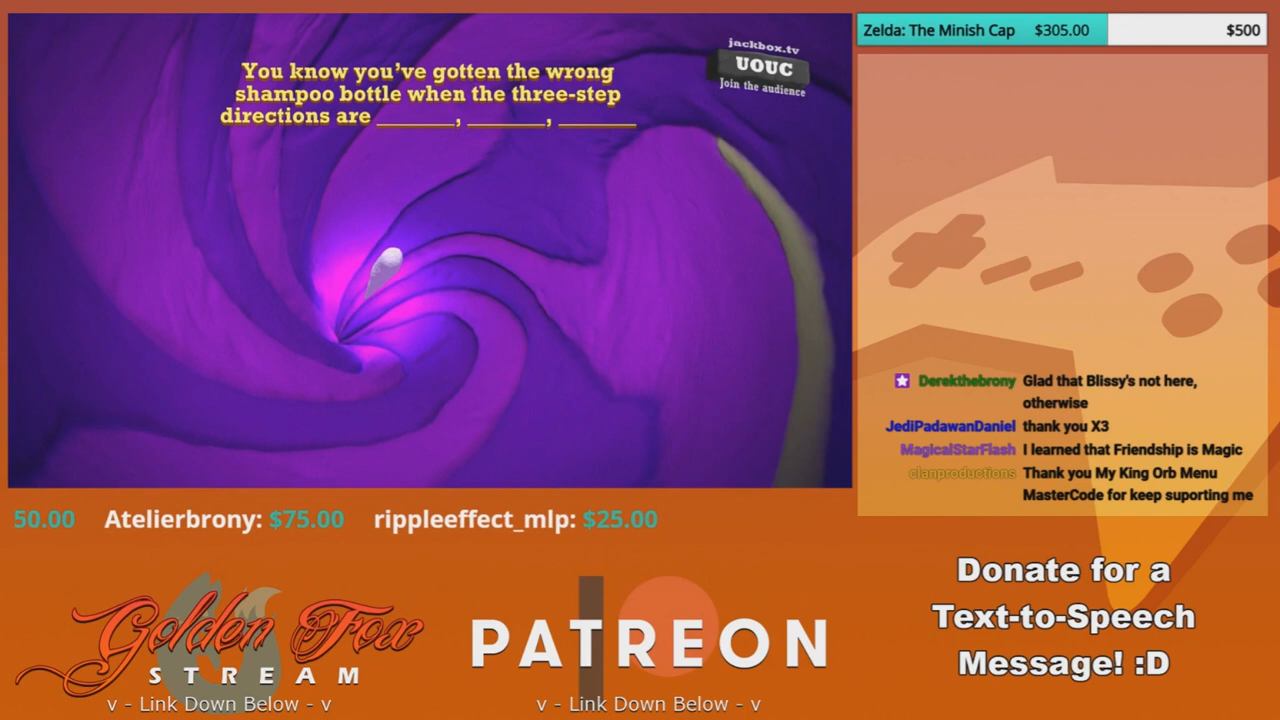 You know you've gotten the wrong
shampoo bottle when the three-step
directions are ______, ______, ______
jackbox.tv
UOUC
Join the audience
Zelda: The Minish Cap $305.00 $500
Derekthebrony Glad that Blissy's not here,
otherwise
JediPadawanDaniel thank you X3
MagicalStarFlash I learned that Friendship is Magic
clanproductions Thank you My King Orb Menu
MasterCode for keep suporting me
50.00 Atelierbrony: $75.00 rippleeffect_mlp: $25.00
Golden Fox
STREAM
v - Link Down Below - v
PATREON
v - Link Down Below - v
Donate for a
Text-to-Speech
Message! :D